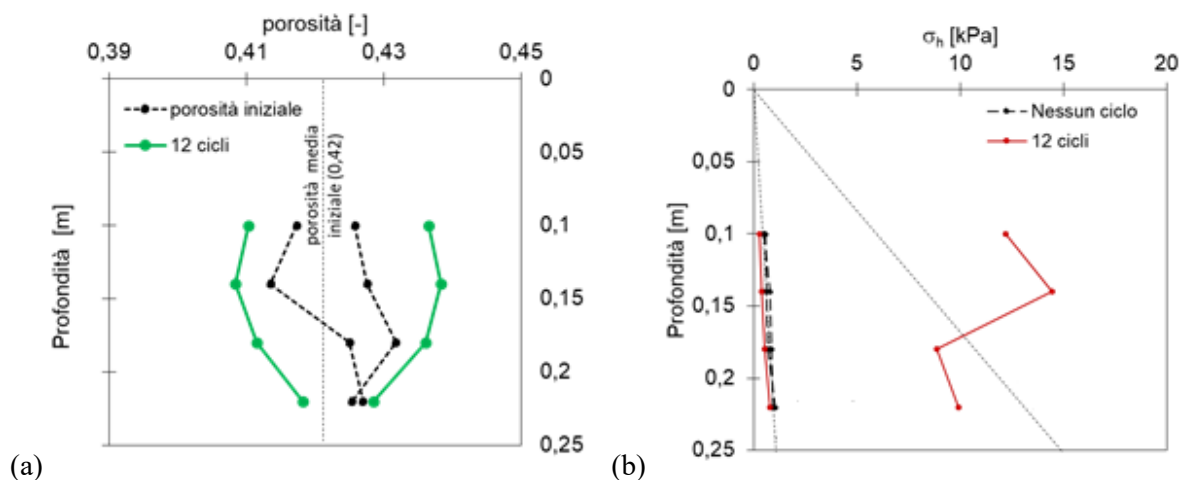 porosità [-]
0,39 0,41 0,43 0,45
0
0,05
0,1
0,15
0,2
0,25
porosità iniziale
12 cicli
porosità media
iniziale (0,42)
Profondità [m]
(a)
σh [kPa]
0 5 10 15 20
0
0,05
0,1
0,15
0,2
0,25
Nessun ciclo
12 cicli
Profondità [m]
(b)